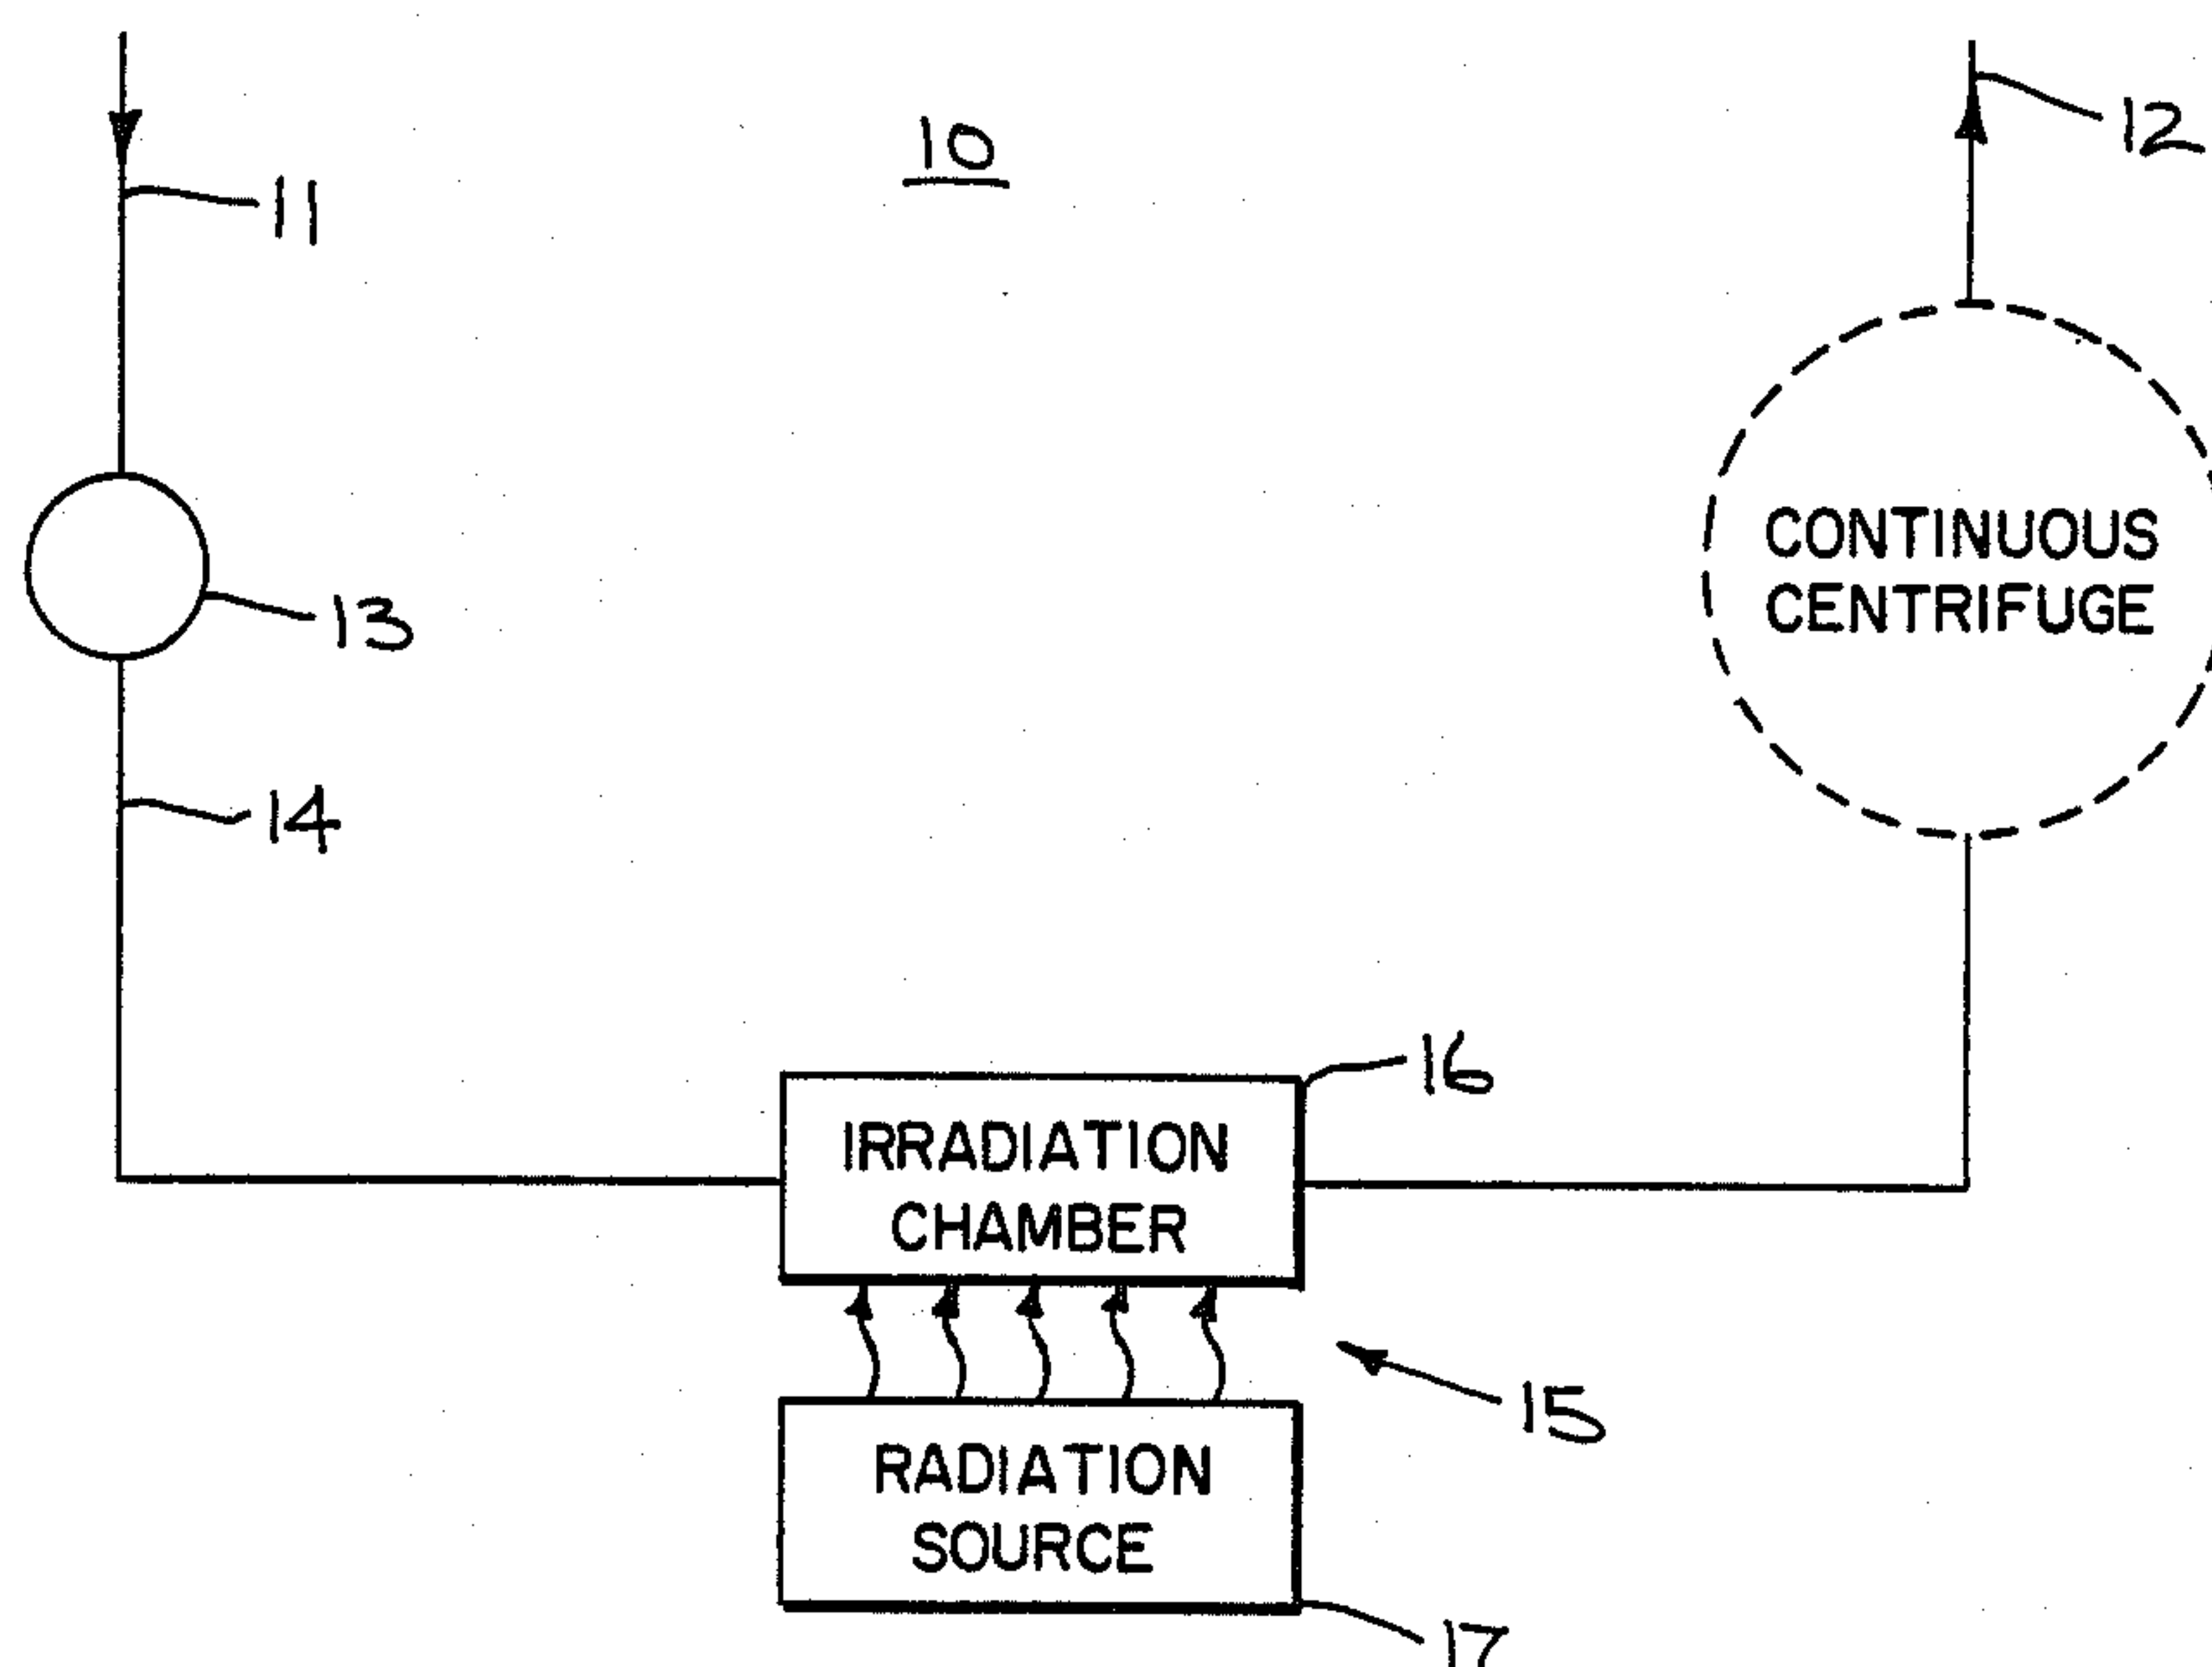 10
12
11
CONTINUOUS
CENTRIFUGE
13
14
16
IRRADIATION
CHAMBER
15
RADIATION
SOURCE
17